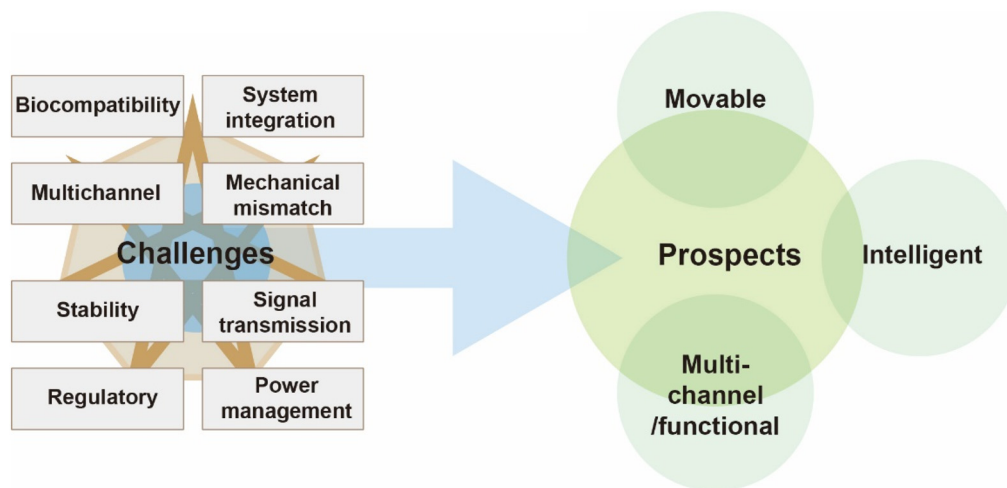 Biocompatibility
System
integration
Multichannel
Mechanical
mismatch
Challenges
Stability
Signal
transmission
Regulatory
Power
management
Movable
Prospects
Intelligent
Multi-
channel
/functional